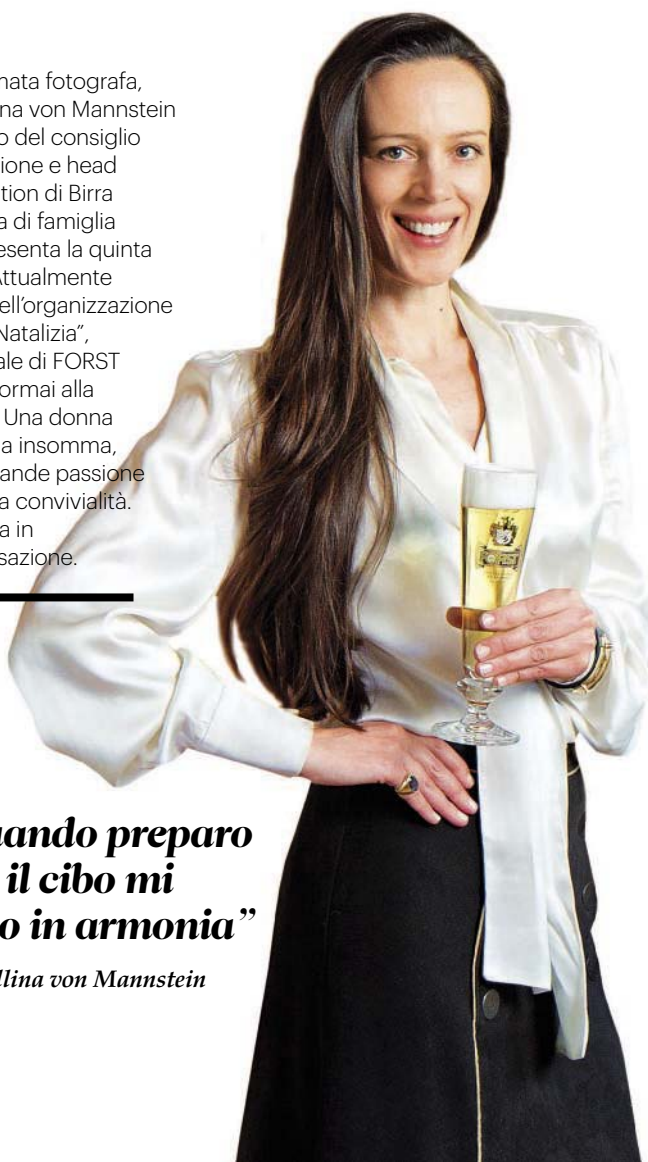 nata fotografa,
na von Mannstein
o del consiglio
ione e head
tion di Birra
a di famiglia
esenta la quinta
Attualmente
ell’organizzazione
Natalizia”,
ale di FORST
ormai alla
Una donna
a insomma,
ande passione
a convivialità.
a in
sazione.
uando preparo
il cibo mi
o in armonia”
llina von Mannstein